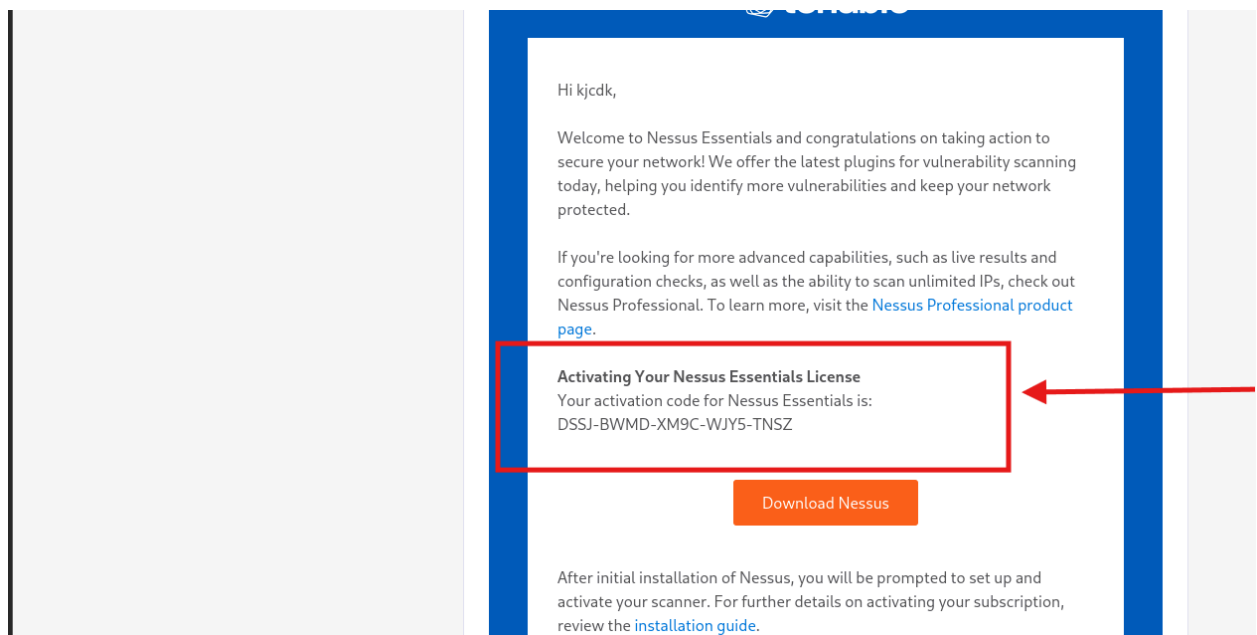 tenable
Hi kjcdk,
Welcome to Nessus Essentials and congratulations on taking action to
secure your network! We offer the latest plugins for vulnerability scanning
today, helping you identify more vulnerabilities and keep your network
protected.
If you're looking for more advanced capabilities, such as live results and
configuration checks, as well as the ability to scan unlimited IPs, check out
Nessus Professional. To learn more, visit the Nessus Professional product
page.
Activating Your Nessus Essentials License
Your activation code for Nessus Essentials is:
DSSJ-BWMD-XM9C-WJY5-TNSZ
Download Nessus
After initial installation of Nessus, you will be prompted to set up and
activate your scanner. For further details on activating your subscription,
review the installation guide.